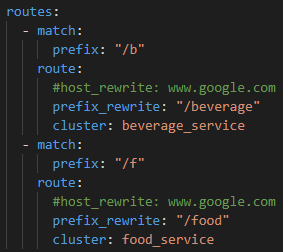 routes:
  - match:
      prefix: "/b"
    route:
      #host_rewrite: www.google.com
      prefix_rewrite: "/beverage"
      cluster: beverage_service
  - match:
      prefix: "/f"
    route:
      #host_rewrite: www.google.com
      prefix_rewrite: "/food"
      cluster: food_service